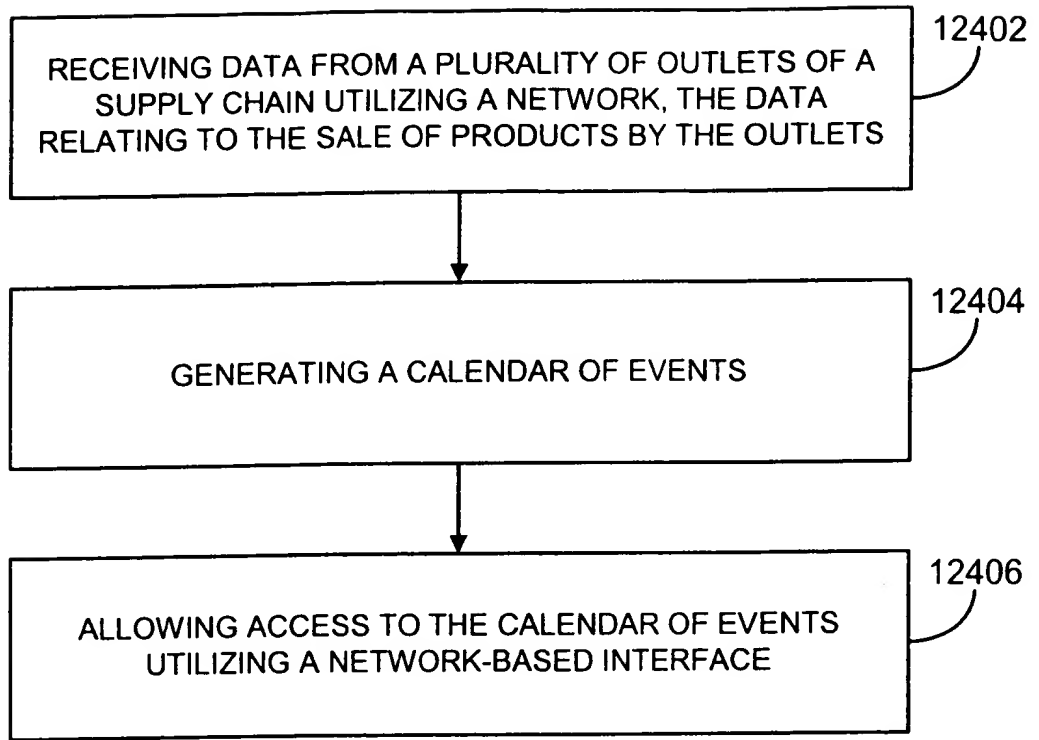 12402
RECEIVING DATA FROM A PLURALITY OF OUTLETS OF A
SUPPLY CHAIN UTILIZING A NETWORK, THE DATA
RELATING TO THE SALE OF PRODUCTS BY THE OUTLETS
12404
GENERATING A CALENDAR OF EVENTS
12406
ALLOWING ACCESS TO THE CALENDAR OF EVENTS
UTILIZING A NETWORK-BASED INTERFACE